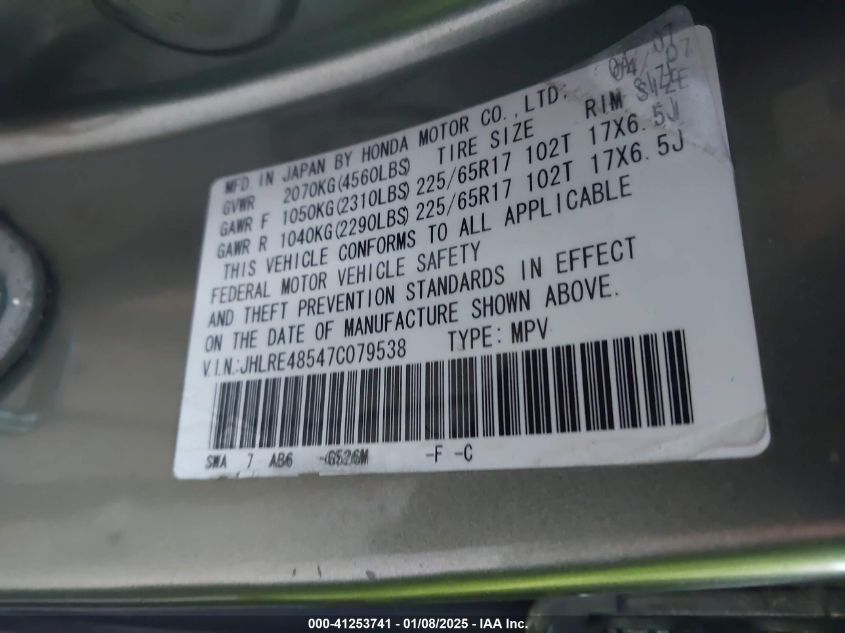 MFD. IN JAPAN BY HONDA MOTOR CO., LTD. 04/07
GVWR 2070KG(4560LBS) TIRE SIZE RIM SIZE
GAWR F 1050KG(2310LBS) 225/65R17 102T 17X6.5J
GAWR R 1040KG(2290LBS) 225/65R17 102T 17X6.5J
THIS VEHICLE CONFORMS TO ALL APPLICABLE
FEDERAL MOTOR VEHICLE SAFETY
AND THEFT PREVENTION STANDARDS IN EFFECT
ON THE DATE OF MANUFACTURE SHOWN ABOVE.
V.I.N.:JHLRE48547C079538 TYPE: MPV
SWA 7 AB6 -G526M -F -C
000-41253741 - 01/08/2025 - IAA Inc.